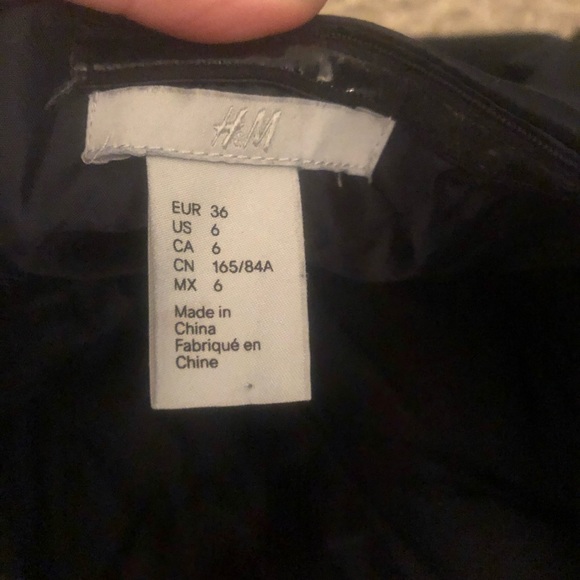 H&M
EUR 36
US 6
CA 6
CN 165/84A
MX 6
Made in
China
Fabriqué en
Chine